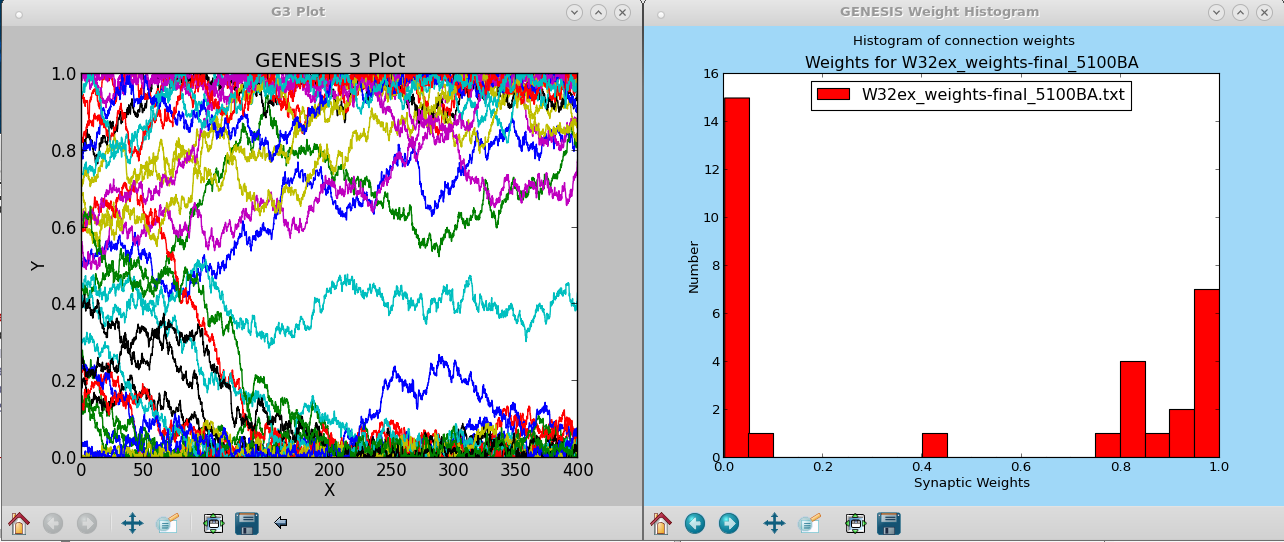 G3 Plot
GENESIS 3 Plot
1.0
0.8
0.6
0.4
0.2
0.0
Y
0 50 100 150 200 250 300 350 400
X
GENESIS Weight Histogram
Histogram of connection weights
Weights for W32ex_weights-final_5100BA
W32ex_weights-final_5100BA.txt
16
14
12
10
8
6
4
2
0
Number
0.0 0.2 0.4 0.6 0.8 1.0
Synaptic Weights